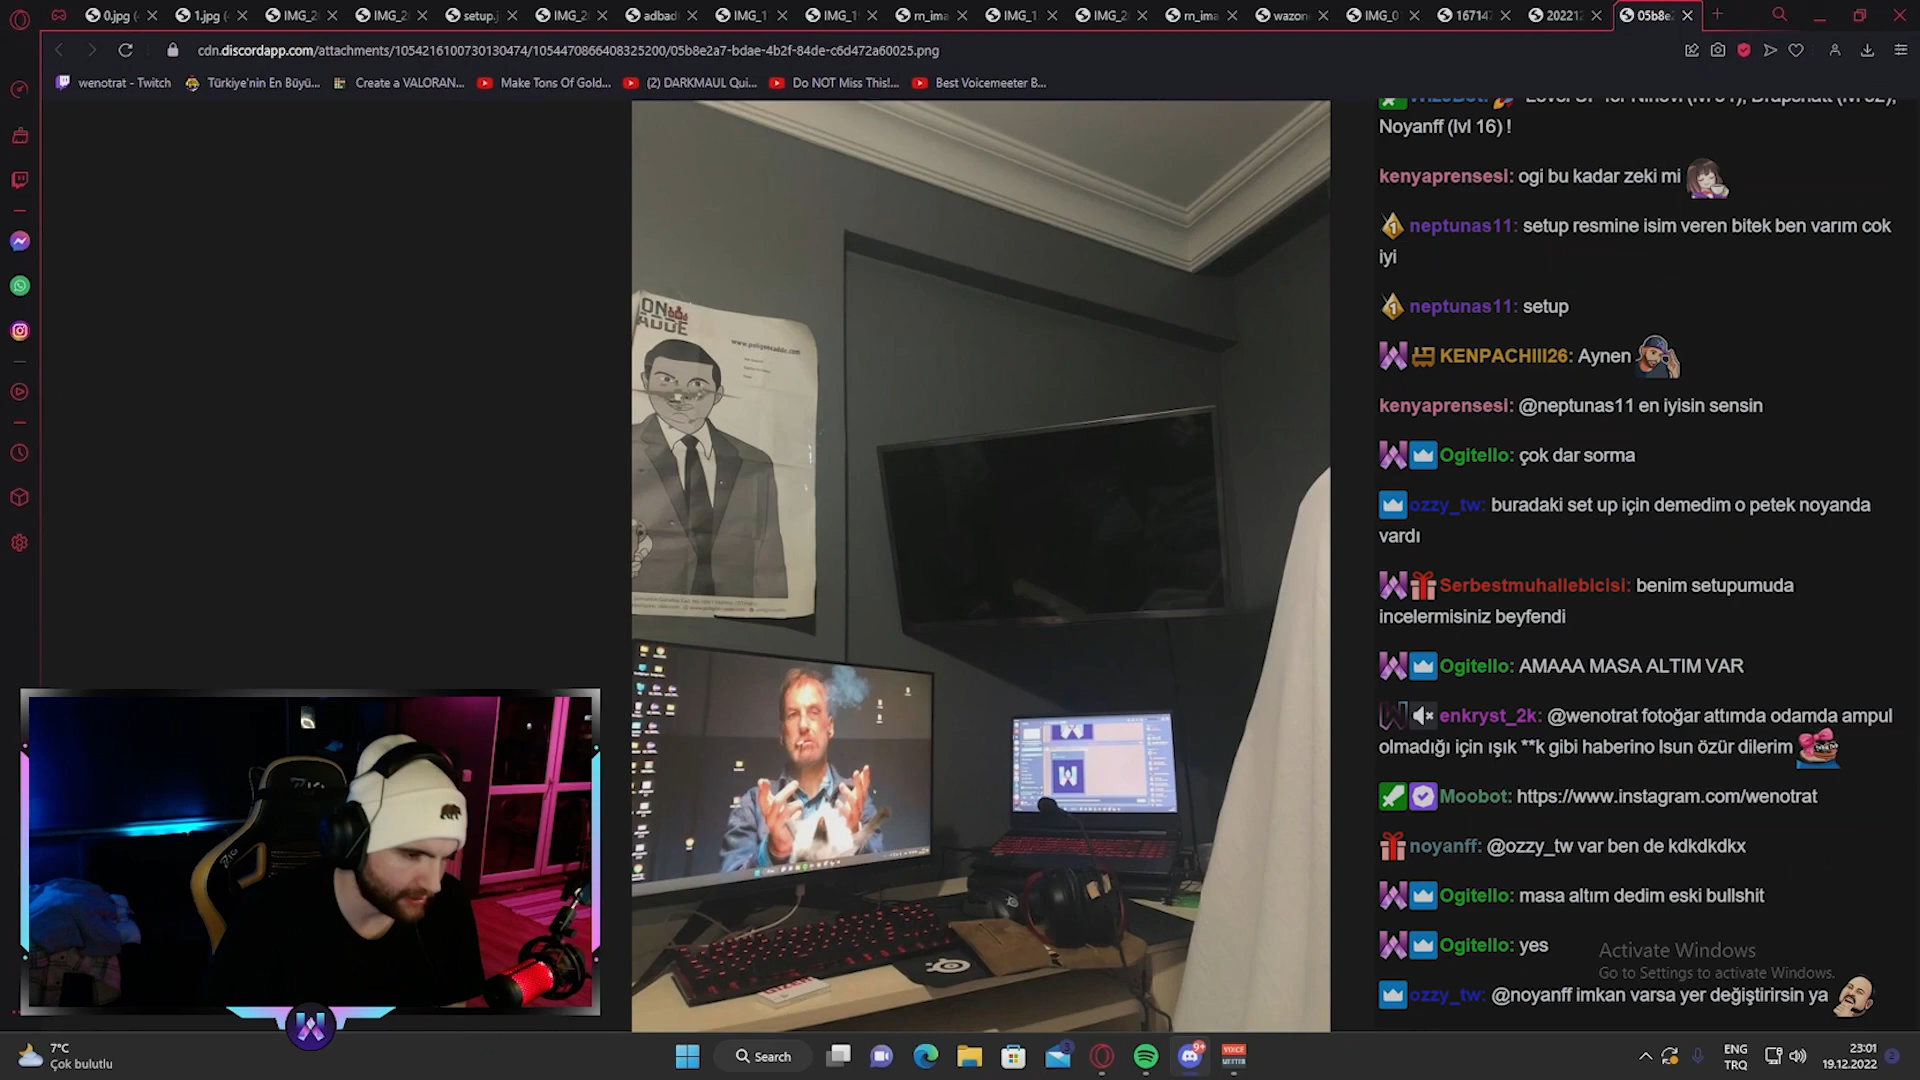 0.jpg (
1.jpg (
IMG_2
IMG_2
setup.j
IMG_2
adbad
IMG_1
IMG_1
rn_ima
IMG_1
IMG_2
rn_ima
wazon
IMG_0
16714
202212
05b8e
cdn.discordapp.com/attachments/1054216100730130474/1054470866408325200/05b8e2a7-bdae-4b2f-84de-c6d472a60025.png
wenotrat - Twitch
Türkiye'nin En Büyü...
Create a VALORAN...
Make Tons Of Gold...
(2) DARKMAUL Qui...
Do NOT Miss This!...
Best Voicemeeter B...
Noyanff (lvl 16) !
kenyaprensesi: ogi bu kadar zeki mi
neptunas11: setup resmine isim veren bitek ben varım cok
iyi
neptunas11: setup
KENPACHIII26: Aynen
kenyaprensesi: @neptunas11 en iyisin sensin
Ogitello: çok dar sorma
ozzy_tw: buradaki set up için demedim o petek noyanda
vardı
Serbestmuhallebicisi: benim setupumuda
incelermisiniz beyfendi
Ogitello: AMAAA MASA ALTIM VAR
enkryst_2k: @wenotrat fotoğar attımda odamda ampul
olmadığı için ışık **k gibi haberino lsun özür dilerim
Moobot: https://www.instagram.com/wenotrat
noyanff: @ozzy_tw var ben de kdkdkdkx
Ogitello: masa altım dedim eski bullshit
Ogitello: yes
ozzy_tw: @noyanff imkan varsa yer değiştirirsin ya
Activate Windows
Go to Settings to activate Windows.
7°C
Çok bulutlu
Search
3
9+
VOICE
MEETER
ENG
TRQ
23:01
19.12.2022
2